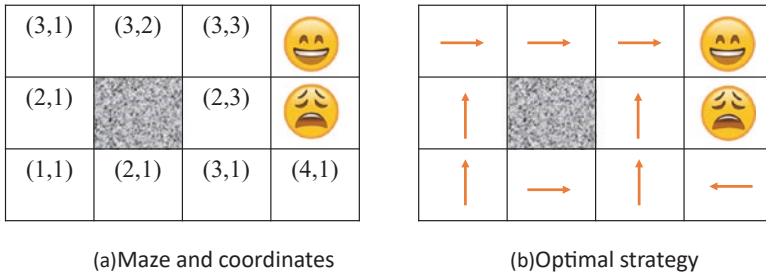 (3,1) (3,2) (3,3)
(2,1) (2,3)
(1,1) (2,1) (3,1) (4,1)
(a)Maze and coordinates (b)Optimal strategy